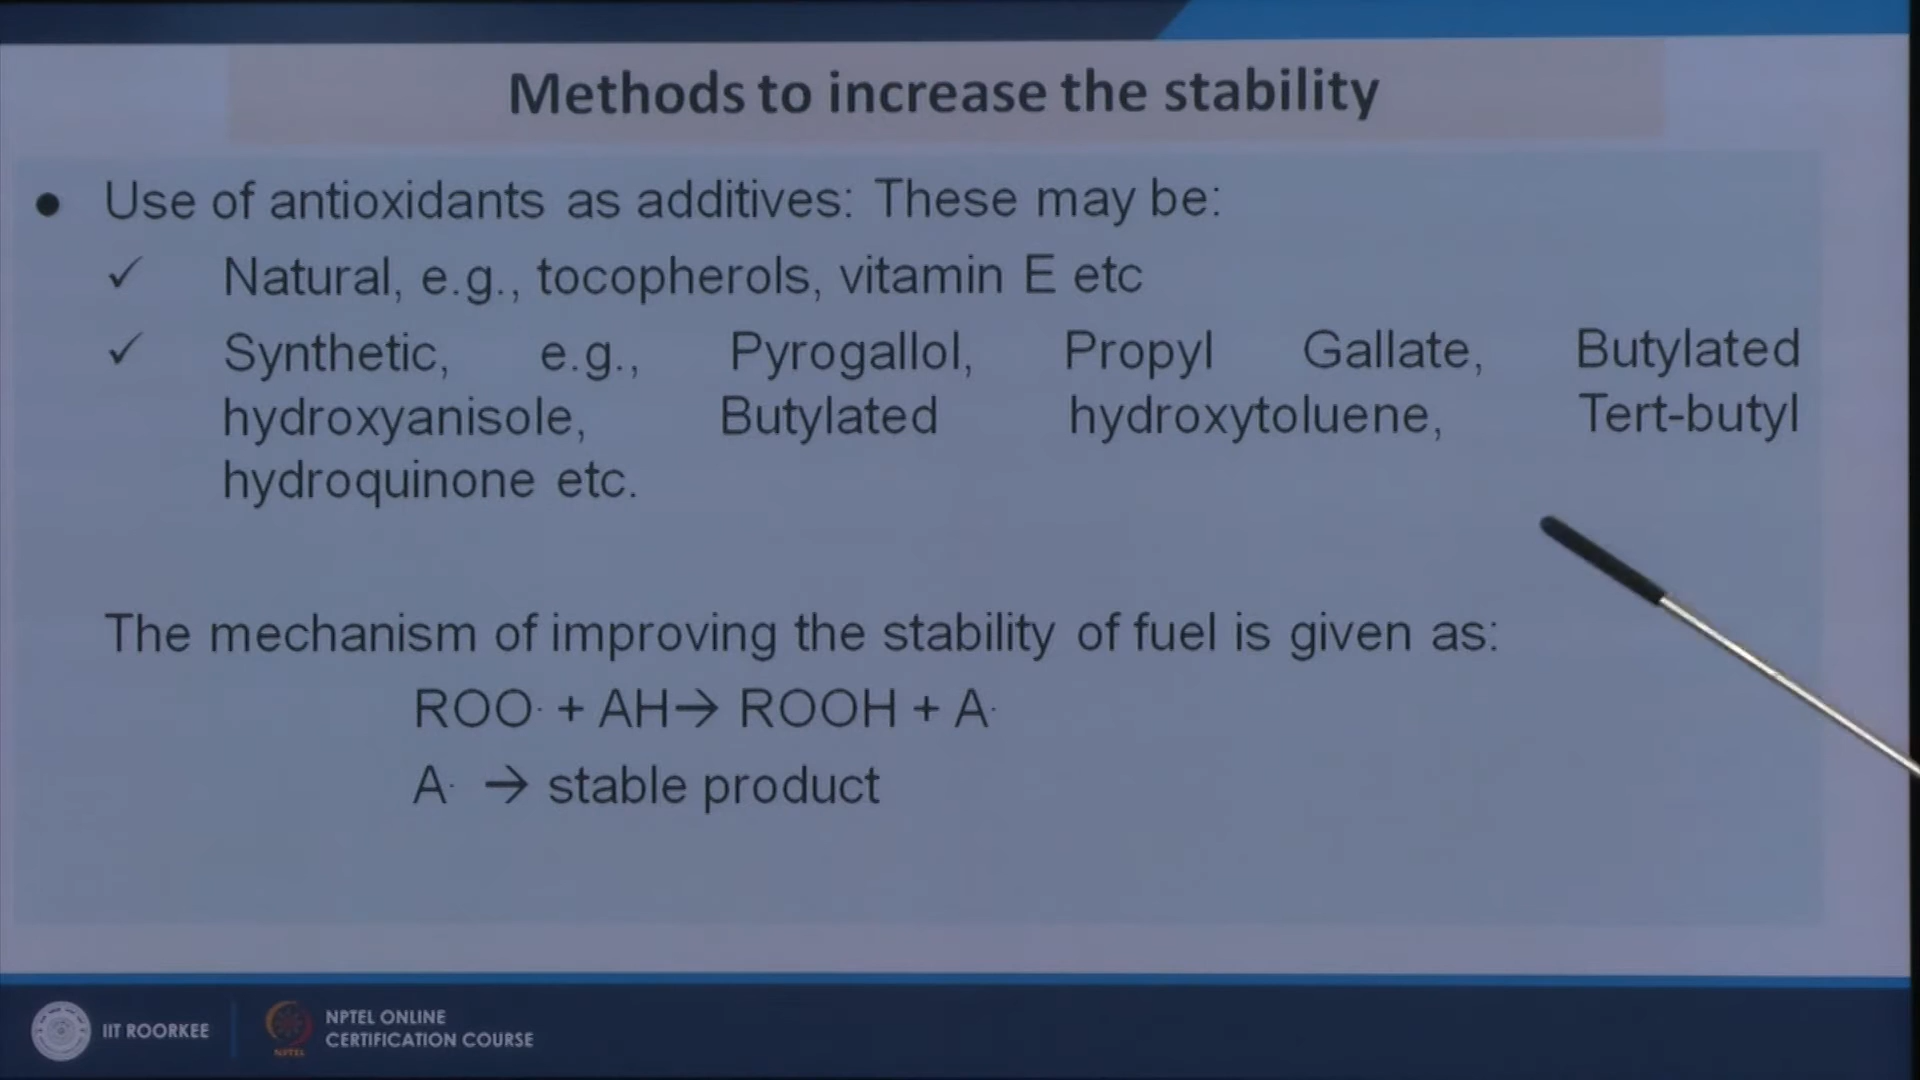 Methods to increase the stability
● Use of antioxidants as additives: These may be:
✓ Natural, e.g., tocopherols, vitamin E etc
✓ Synthetic, e.g., Pyrogallol, Propyl Gallate, Butylated
hydroxyanisole, Butylated hydroxytoluene, Tert-butyl
hydroquinone etc.
The mechanism of improving the stability of fuel is given as:
ROO· + AH→ ROOH + A·
A· → stable product
IIT ROORKEE
NPTEL ONLINE
CERTIFICATION COURSE
NPTEL